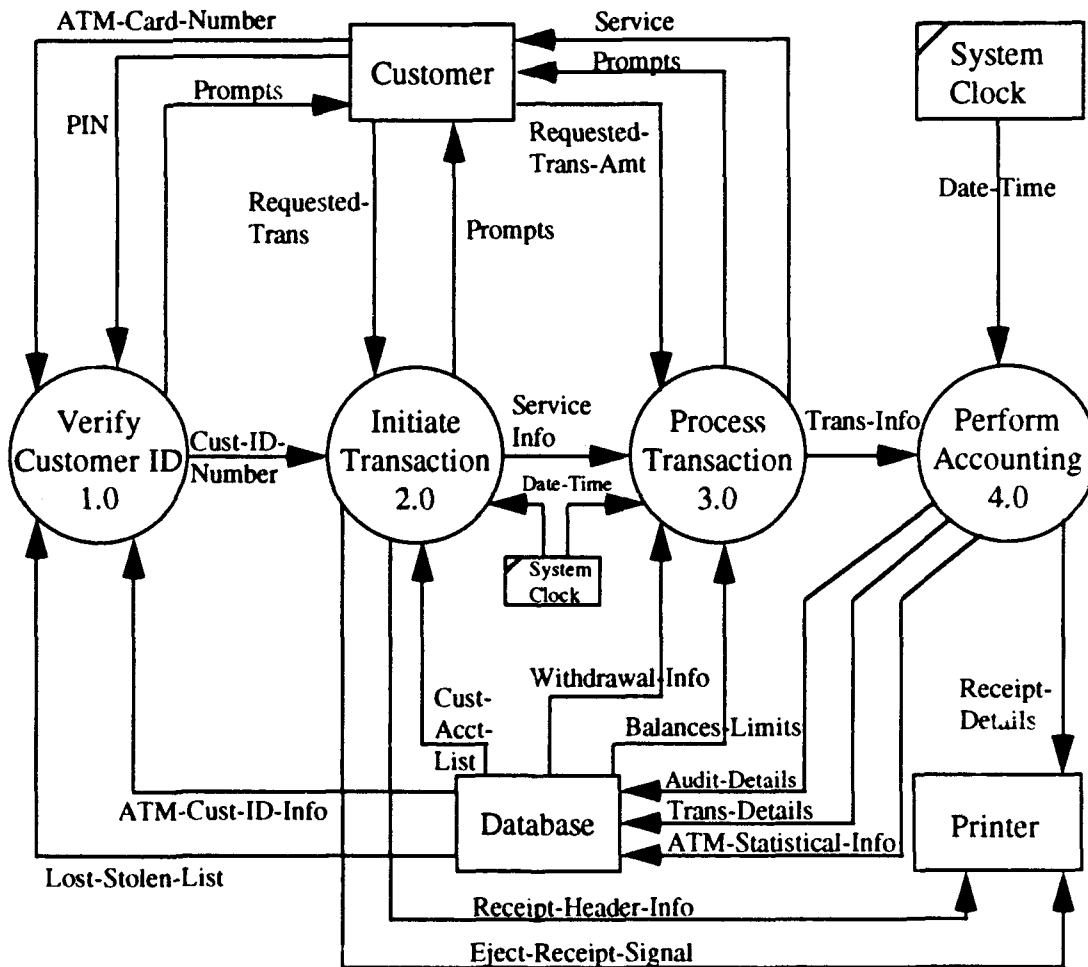 ATM-Card-Number
Service
System
Clock
Customer
Prompts
Prompts
PIN
Requested-
Trans-Amt
Date-Time
Requested-
Trans
Prompts
Verify
Customer ID
1.0
Cust-ID-
Number
Initiate
Transaction
2.0
Service
Info
Process
Transaction
3.0
Trans-Info
Perform
Accounting
4.0
Date-Time
System
Clock
Withdrawal-Info
Cust-
Acct-
List
Balances-Limits
Receipt-
Details
ATM-Cust-ID-Info
Database
Audit-Details
Trans-Details
ATM-Statistical-Info
Printer
Lost-Stolen-List
Receipt-Header-Info
Eject-Receipt-Signal